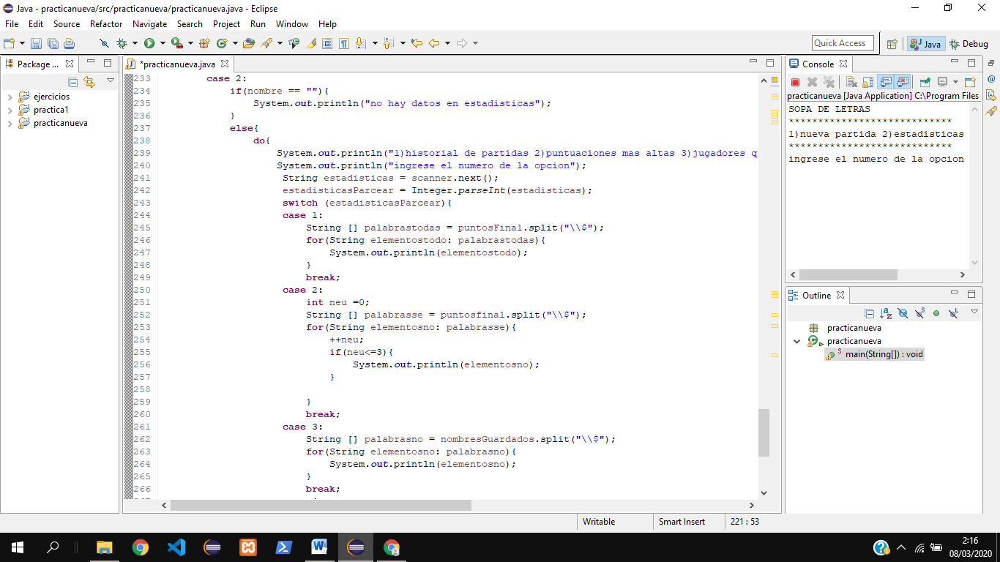 Java - practicanueva/src/practicanueva/practicanueva.java - Eclipse
File Edit Source Refactor Navigate Search Project Run Window Help
Quick Access
Java
Debug
Package ...
ejercicios
practica1
practicanueva
*practicanueva.java
233 case 2:
234 if(nombre == ""){
235 System.out.println("no hay datos en estadisticas");
236 }
237 else{
238 do{
239 System.out.println("1)historial de partidas 2)puntuaciones mas altas 3)jugadores q
240 System.out.println("ingrese el numero de la opcion");
241 String estadisticas = scanner.next();
242 estadisticasParcear = Integer.parseInt(estadisticas);
243 switch (estadisticasParcear){
244 case 1:
245 String [] palabrastodas = puntosFinal.split("\\$");
246 for(String elementostodo: palabrastodas){
247 System.out.println(elementostodo);
248 }
249 break;
250 case 2:
251 int neu =0;
252 String [] palabrasse = puntosfinal.split("\\$");
253 for(String elementosno: palabrasse){
254 ++neu;
255 if(neu<=3){
256 System.out.println(elementosno);
257 }
258
259 }
260 break;
261 case 3:
262 String [] palabrasno = nombresGuardados.split("\\$");
263 for(String elementosno: palabrasno){
264 System.out.println(elementosno);
265 }
266 break;
Console
practicanueva [Java Application] C:\Program Files
SOPA DE LETRAS
****************************
1)nueva partida 2)estadisticas
****************************
ingrese el numero de la opcion
Outline
practicanueva
practicanueva
main(String[]) : void
Writable
Smart Insert
221 : 53
2:16
08/03/2020